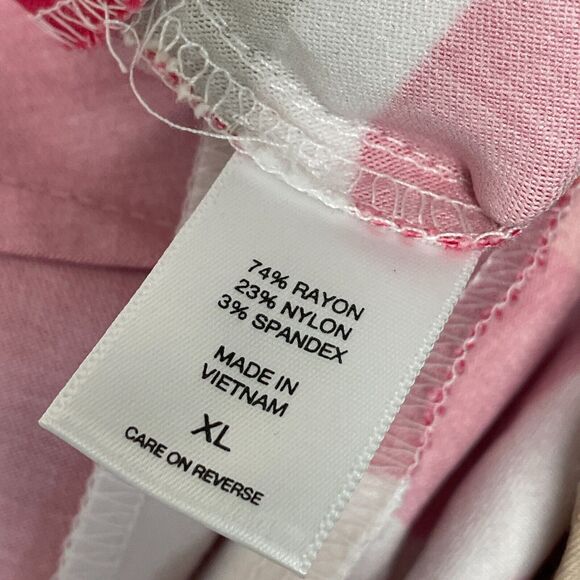 74% RAYON
23% NYLON
3% SPANDEX
MADE IN
VIETNAM
XL
CARE ON REVERSE